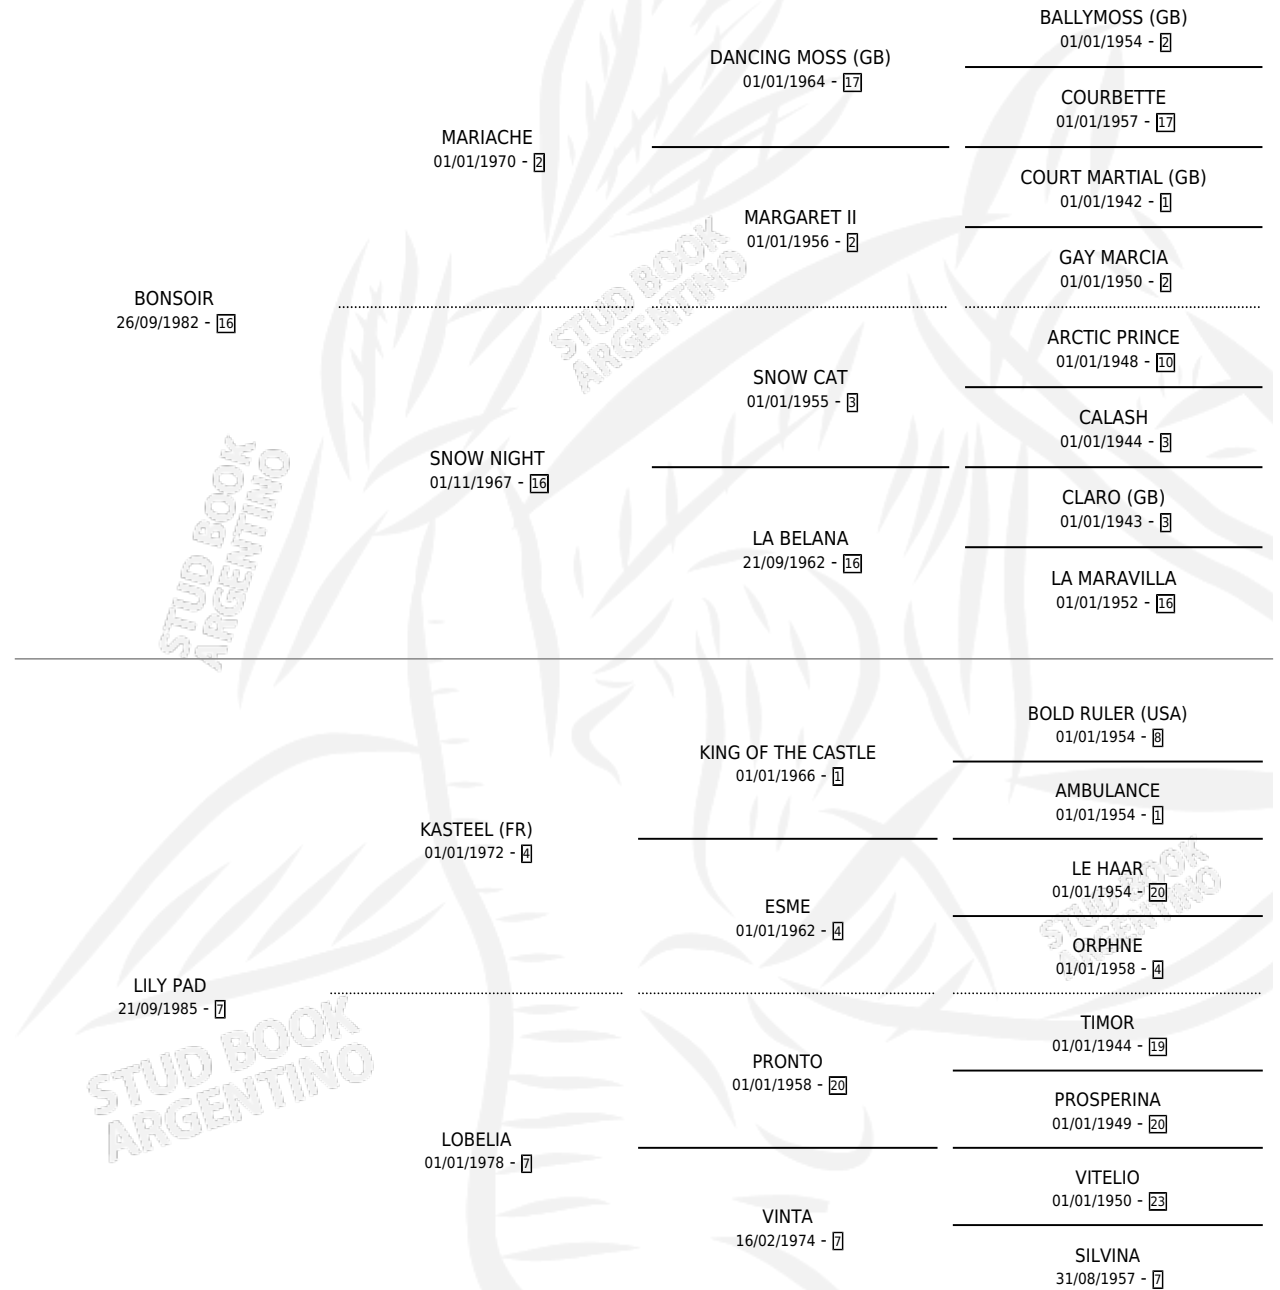 BALLYMOSS (GB)
01/01/1954 - 2
DANCING MOSS (GB)
01/01/1964 - 17
COURBETTE
01/01/1957 - 17
MARIACHE
01/01/1970 - 2
COURT MARTIAL (GB)
01/01/1942 - 1
MARGARET II
01/01/1956 - 2
GAY MARCIA
01/01/1950 - 2
BONSOIR
26/09/1982 - 16
ARCTIC PRINCE
01/01/1948 - 10
SNOW CAT
01/01/1955 - 3
CALASH
01/01/1944 - 3
SNOW NIGHT
01/11/1967 - 16
CLARO (GB)
01/01/1943 - 3
LA BELANA
21/09/1962 - 16
LA MARAVILLA
01/01/1952 - 16
BOLD RULER (USA)
01/01/1954 - 8
KING OF THE CASTLE
01/01/1966 - 1
AMBULANCE
01/01/1954 - 1
KASTEEL (FR)
01/01/1972 - 4
LE HAAR
01/01/1954 - 20
ESME
01/01/1962 - 4
ORPHNE
01/01/1958 - 4
LILY PAD
21/09/1985 - 7
TIMOR
01/01/1944 - 19
PRONTO
01/01/1958 - 20
PROSPERINA
01/01/1949 - 20
LOBELIA
01/01/1978 - 7
VITELIO
01/01/1950 - 23
VINTA
16/02/1974 - 7
SILVINA
31/08/1957 - 7
STUD BOOK
ARGENTINO
STUD BOOK
ARGENTINO
STUD BOOK
ARGENTINO
STUD BOOK
ARGENTINO